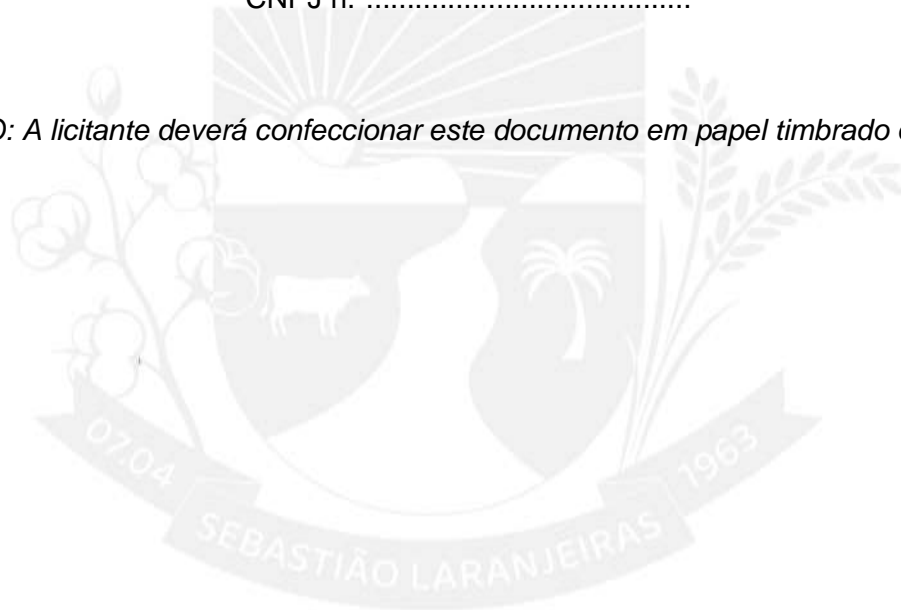 CNPJ n. ........................................
: A licitante deverá confeccionar este documento em papel timbrado
07.04
1963
SEBASTIÃO LARANJEIRAS